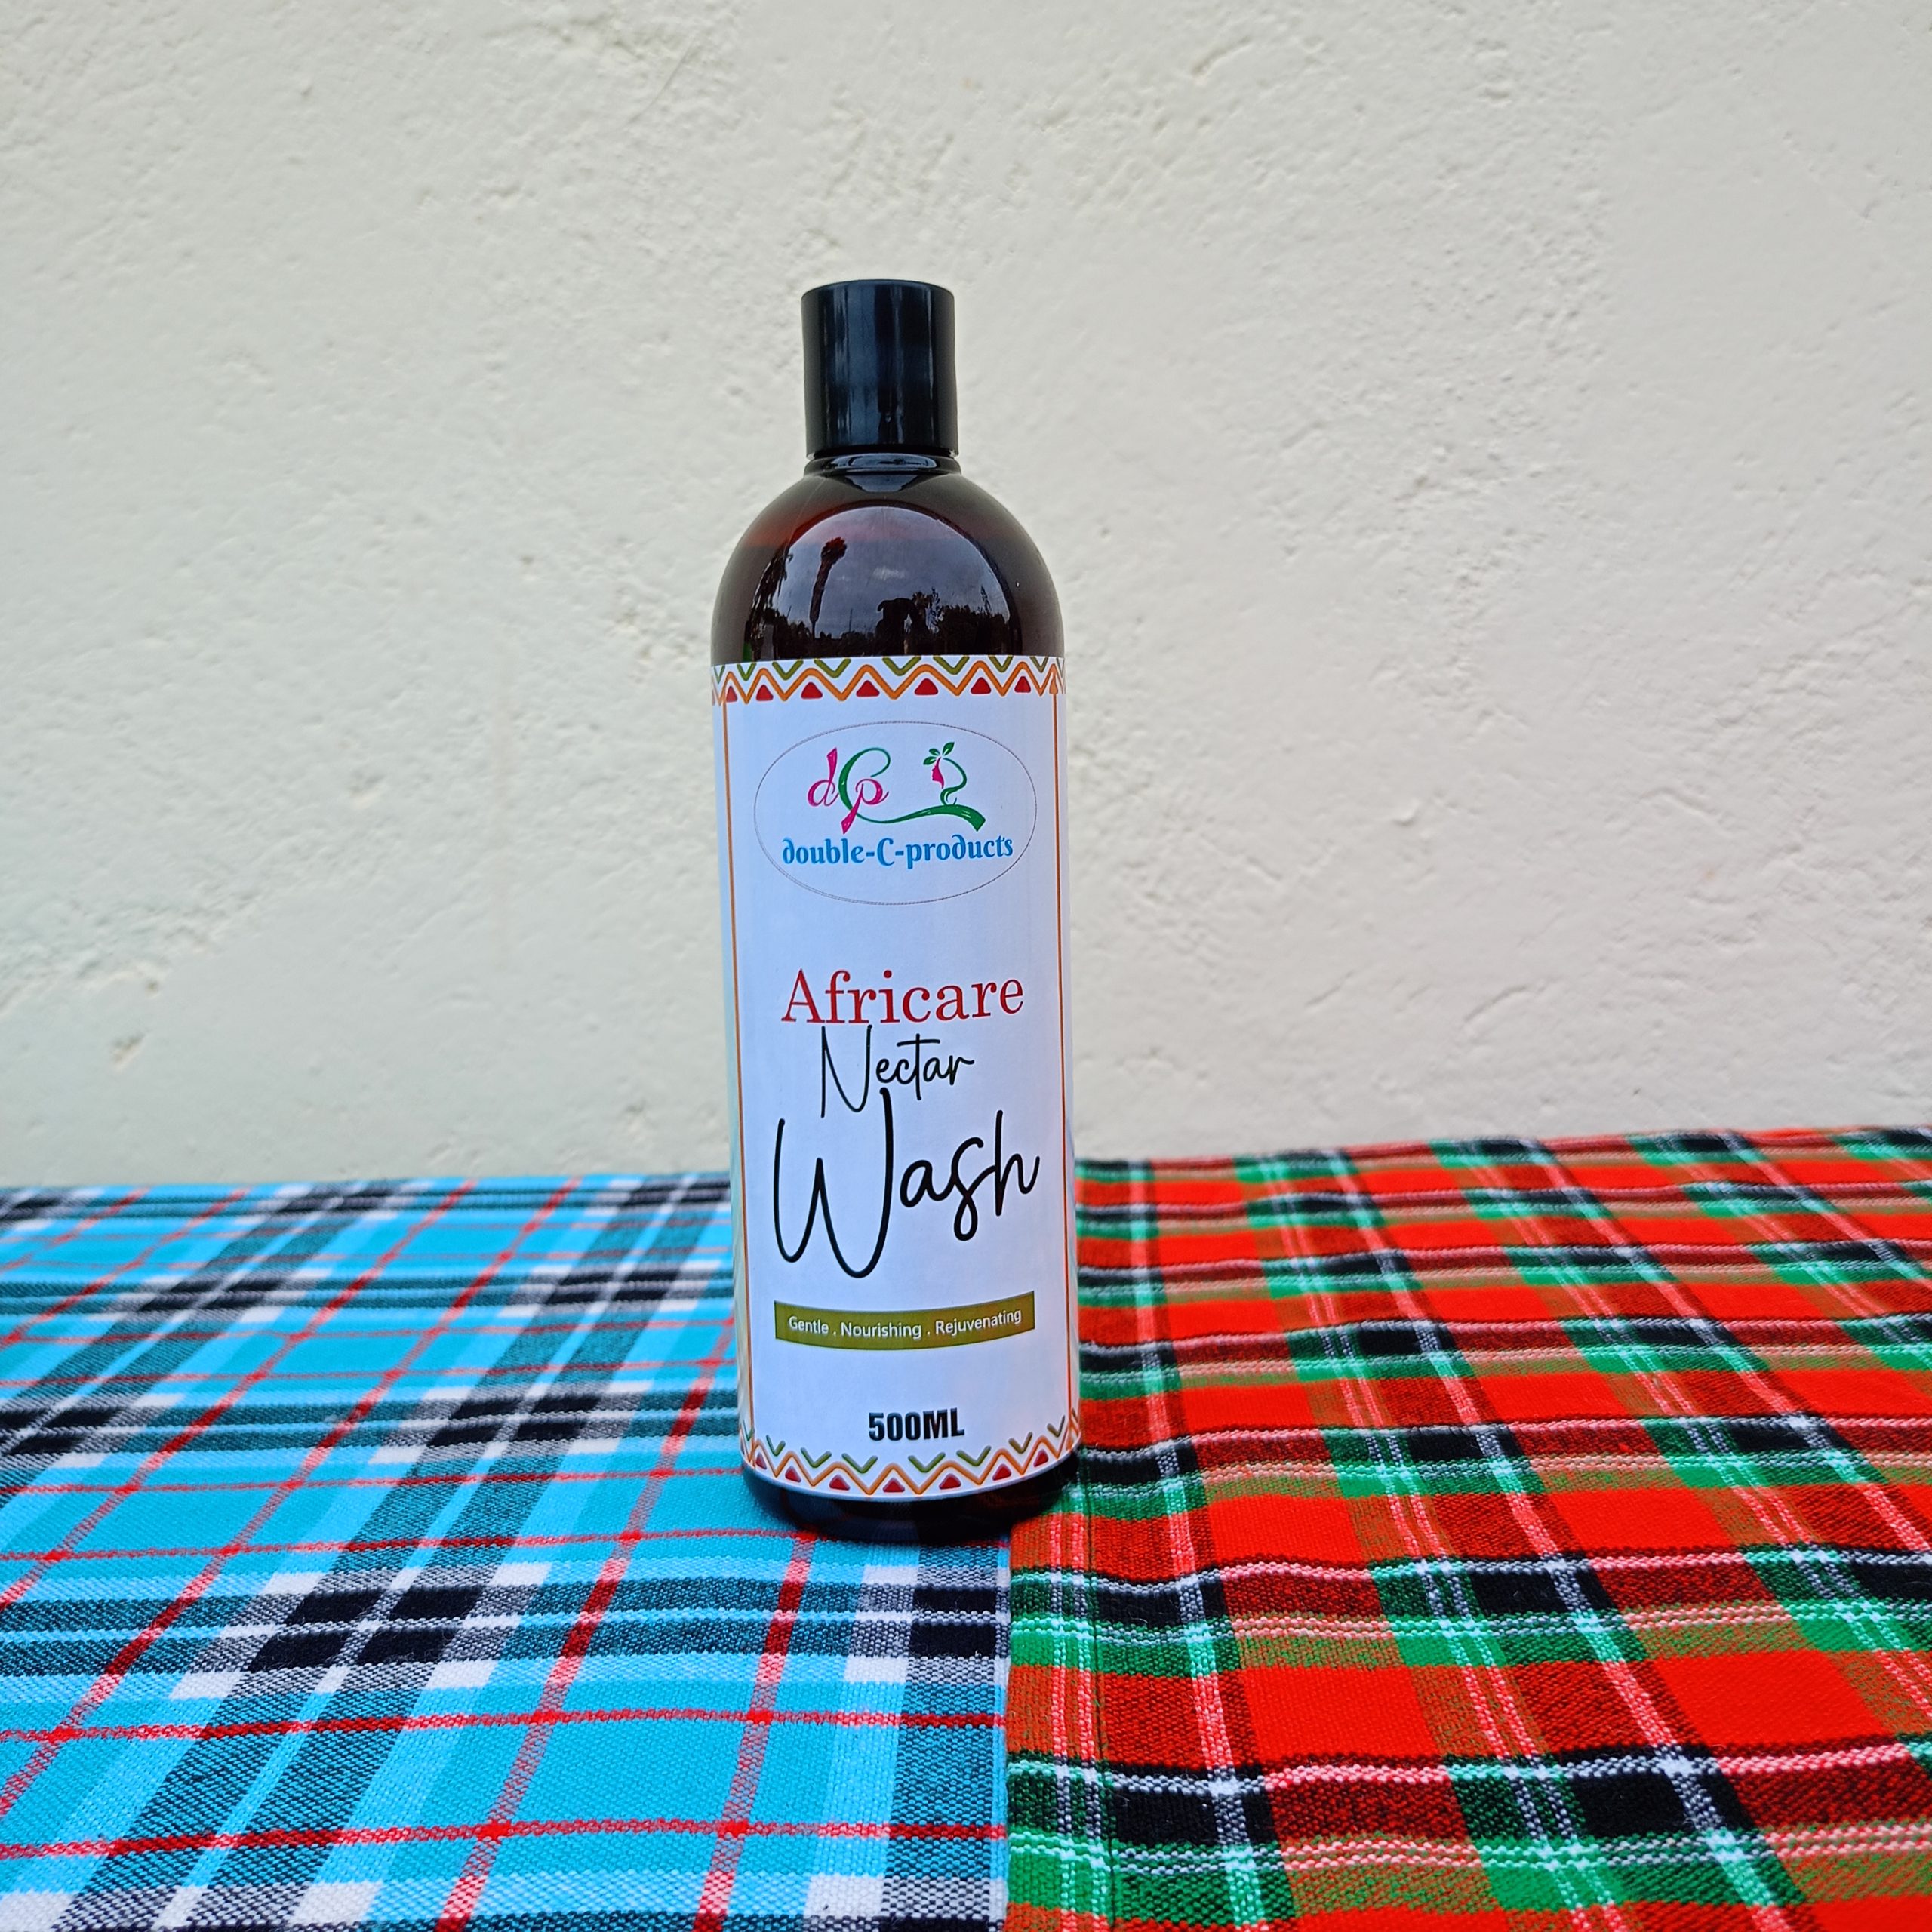 dCp
double-C-products
Africare
Nectar
Wash
Gentle . Nourishing . Rejuvenating
500ML